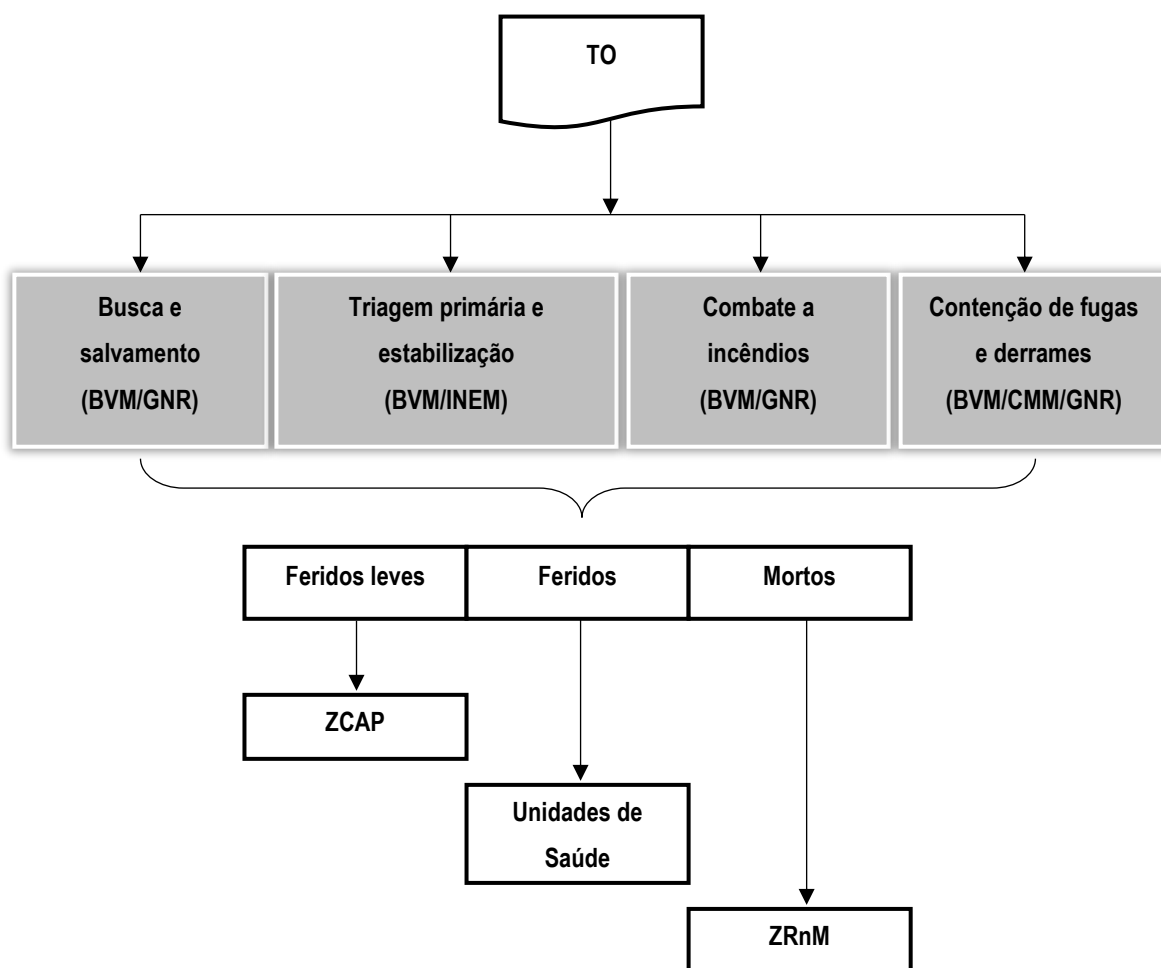 TO
Busca e
salvamento
(BVM/GNR)
Triagem primária e
estabilização
(BVM/INEM)
Combate a
incêndios
(BVM/GNR)
Contenção de fugas
e derrames
(BVM/CMM/GNR)
Feridos leves
Feridos
Mortos
ZCAP
Unidades de
Saúde
ZRnM